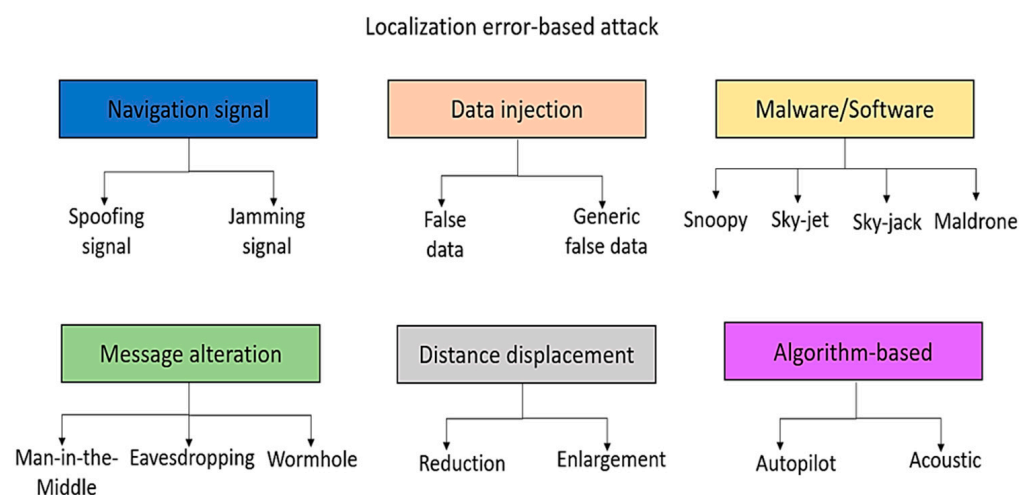 Localization error-based attack
Navigation signal
Data injection
Malware/Software
Spoofing
signal
Jamming
signal
False
data
Generic
false data
Snoopy
Sky-jet
Sky-jack
Maldrone
Message alteration
Distance displacement
Algorithm-based
Man-in-the-
Middle
Eavesdropping
Wormhole
Reduction
Enlargement
Autopilot
Acoustic